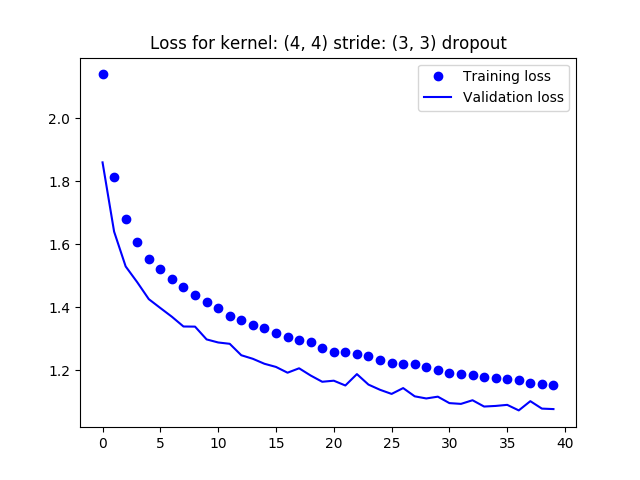 Loss for kernel: (4, 4) stride: (3, 3) dropout
Training loss
Validation loss
2.0
1.8
1.6
1.4
1.2
0 5 10 15 20 25 30 35 40